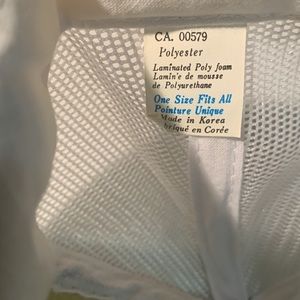 CA. 00579
Polyester
Laminated Poly foam
Lamin'e de mousse
de Polyurethane
One Size Fits All
Pointure Unique
Made in Korea
briqué en Corée